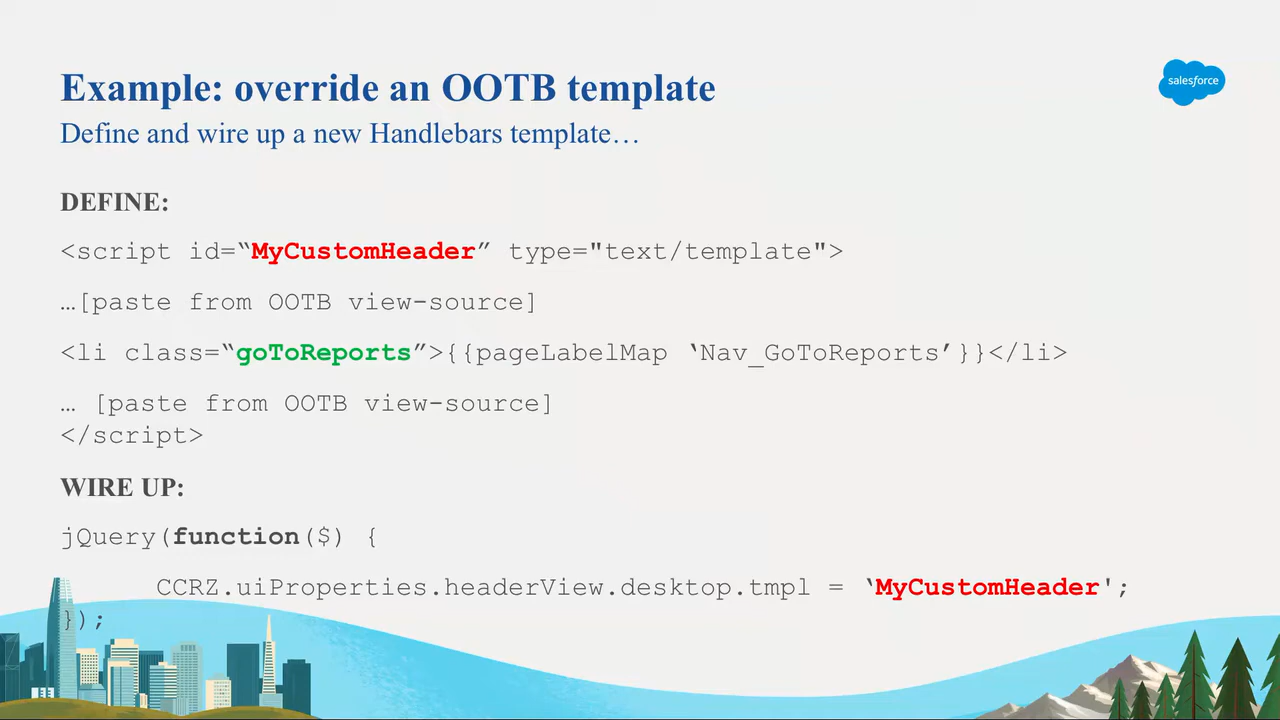 Example: override an OOTB template
salesforce
Define and wire up a new Handlebars template…
DEFINE:
<script id=“MyCustomHeader” type="text/template">
…[paste from OOTB view-source]
<li class=“goToReports”>{{pageLabelMap ‘Nav_GoToReports’}}</li>
… [paste from OOTB view-source]
</script>
WIRE UP:
jQuery(function($) {
CCRZ.uiProperties.headerView.desktop.tmpl = ‘MyCustomHeader';
});